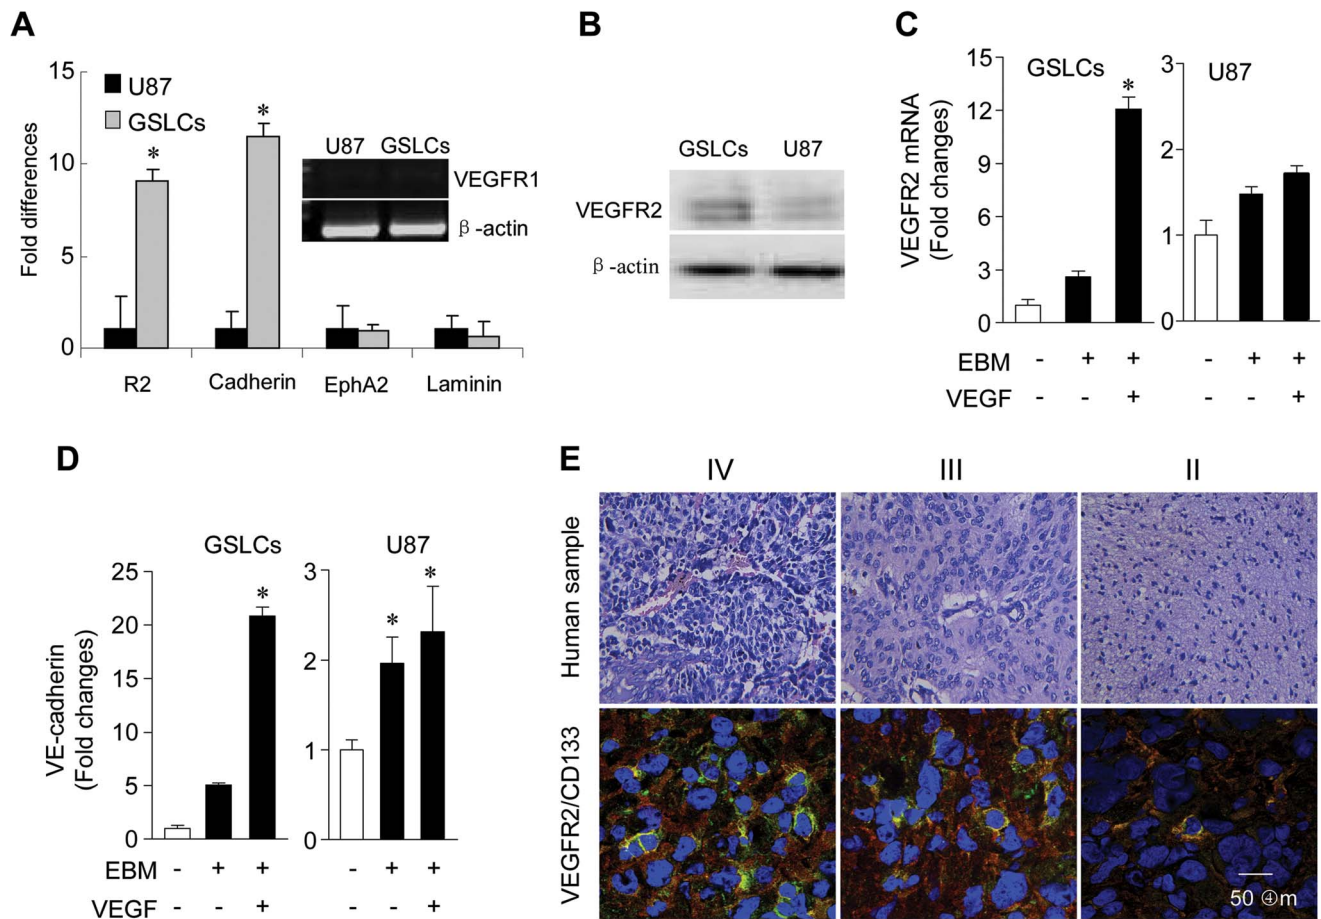 A
15
10
5
0
Fold differences
U87
GSLCs
*
*
R2
Cadherin
EphA2
Laminin
U87 GSLCs
VEGFR1
β-actin
B
GSLCs U87
VEGFR2
β-actin
C
VEGFR2 mRNA
(Fold changes)
15
12
9
6
3
0
GSLCs
*
3
2
1
0
U87
EBM - + + - + +
VEGF - - + - - +
D
VE-cadherin
(Fold changes)
25
20
15
10
5
0
GSLCs
*
3
2
1
0
U87
*
*
EBM - + + - + +
VEGF - - + - - +
E
IV III II
Human sample
VEGFR2/CD133
50 ④m